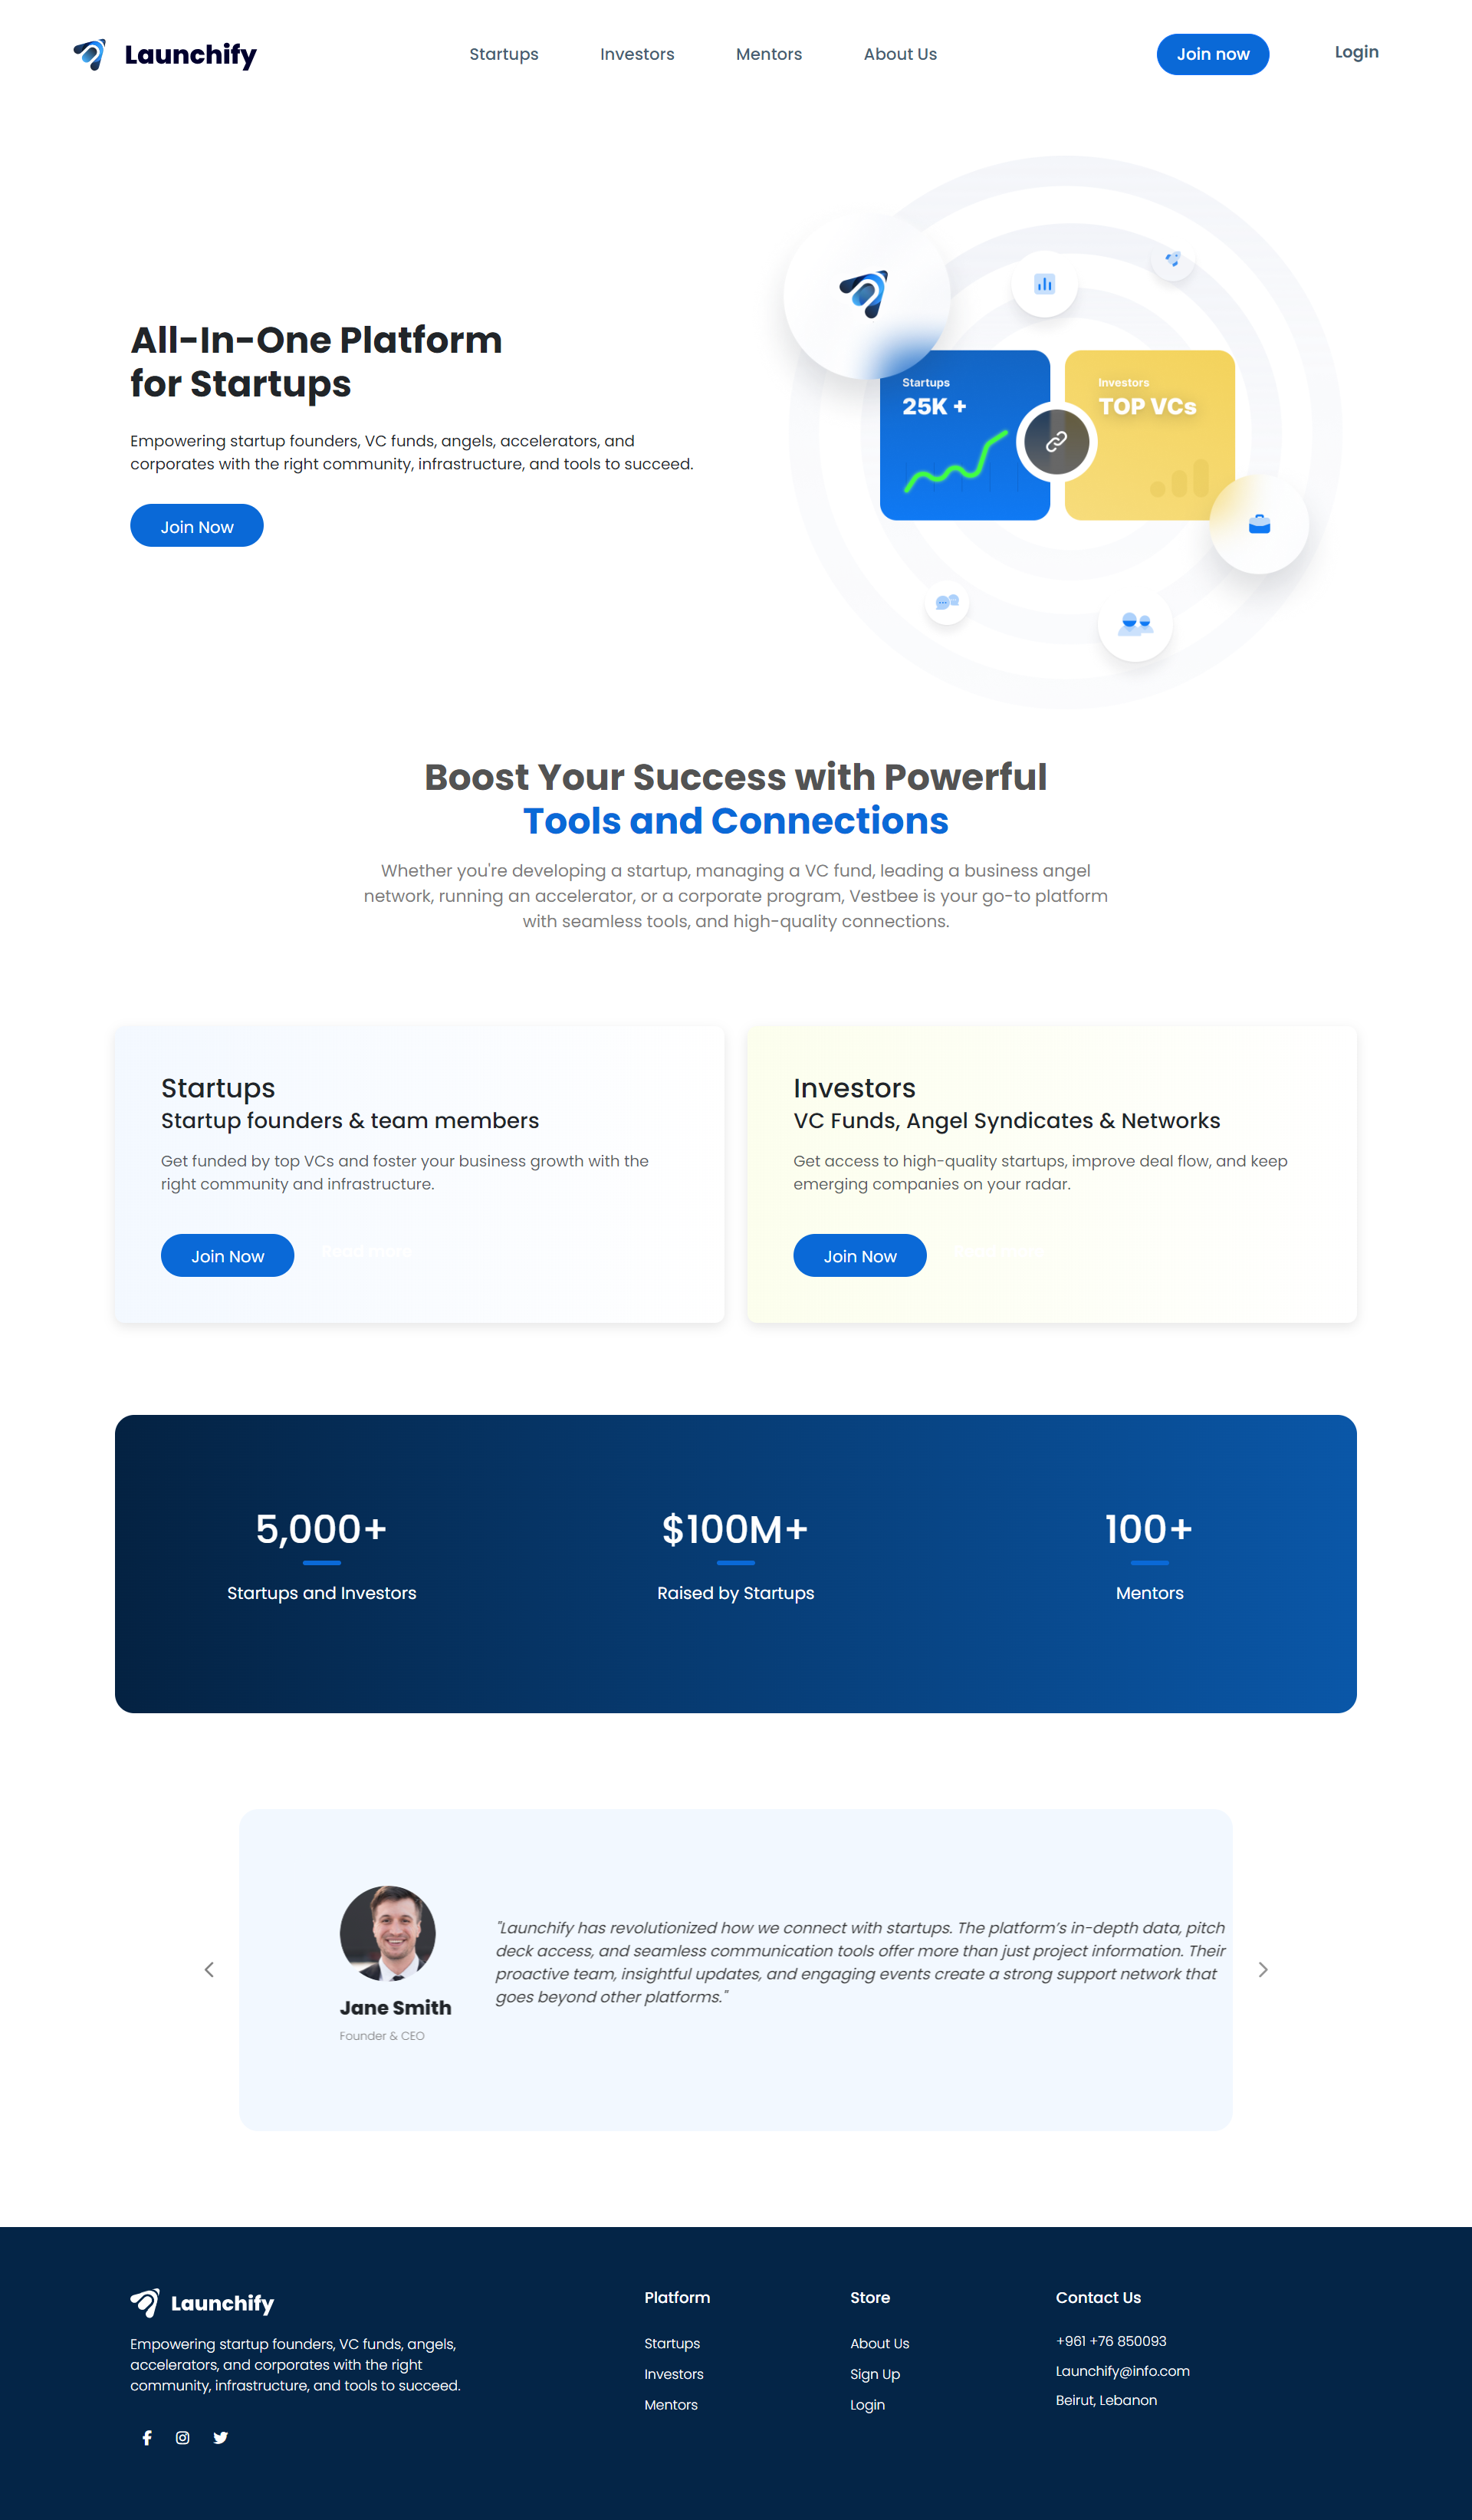 Launchify
Startups
Investors
Mentors
About Us
Join now
Login
All-In-One Platform
for Startups
Empowering startup founders, VC funds, angels, accelerators, and
corporates with the right community, infrastructure, and tools to succeed.
Join Now
Startups
25K +
Investors
TOP VCs
Boost Your Success with Powerful
Tools and Connections
Whether you're developing a startup, managing a VC fund, leading a business angel
network, running an accelerator, or a corporate program, Vestbee is your go-to platform
with seamless tools, and high-quality connections.
Startups
Startup founders & team members
Get funded by top VCs and foster your business growth with the
right community and infrastructure.
Join Now
Read more
Investors
VC Funds, Angel Syndicates & Networks
Get access to high-quality startups, improve deal flow, and keep
emerging companies on your radar.
Join Now
5,000+
Startups and Investors
$100M+
Raised by Startups
100+
Mentors
Jane Smith
Founder & CEO
"Launchify has revolutionized how we connect with startups. The platform's in-depth data, pitch
deck access, and seamless communication tools offer more than just project information. Their
proactive team, insightful updates, and engaging events create a strong support network that
goes beyond other platforms."
Launchify
Empowering startup founders, VC funds, angels,
accelerators, and corporates with the right
community, infrastructure, and tools to succeed.
Platform
Startups
Investors
Mentors
Store
About Us
Sign Up
Login
Contact Us
+961 +76 850093
Launchify@info.com
Beirut, Lebanon